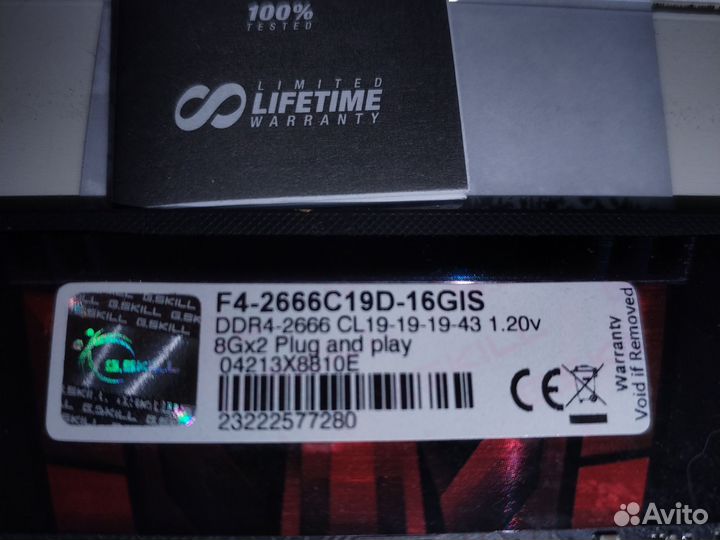 100%
TESTED
LIMITED
LIFETIME
WARRANTY
F4-2666C19D-16GIS
DDR4-2666 CL19-19-19-43 1.20v
8Gx2 Plug and play
04213X8810E
23222577280
G.SKILL
CE
Warranty
Void if Removed
Avito